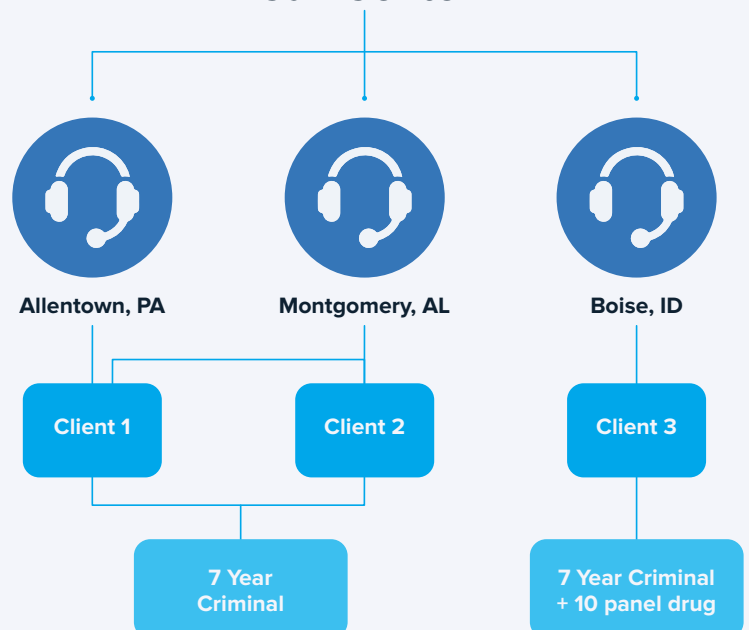 Allentown, PA
Montgomery, AL
Boise, ID
Client 1
Client 2
Client 3
7 Year
Criminal
7 Year Criminal
+ 10 panel drug